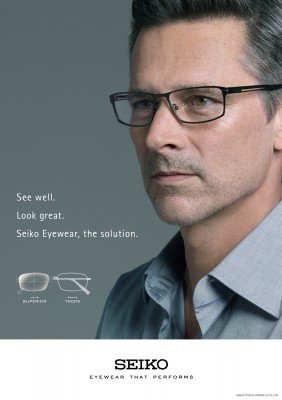 See well.
Look great.
Seiko Eyewear, the solution.
SUPERIOR
SEIKO
EYEWEAR THAT PERFORMS